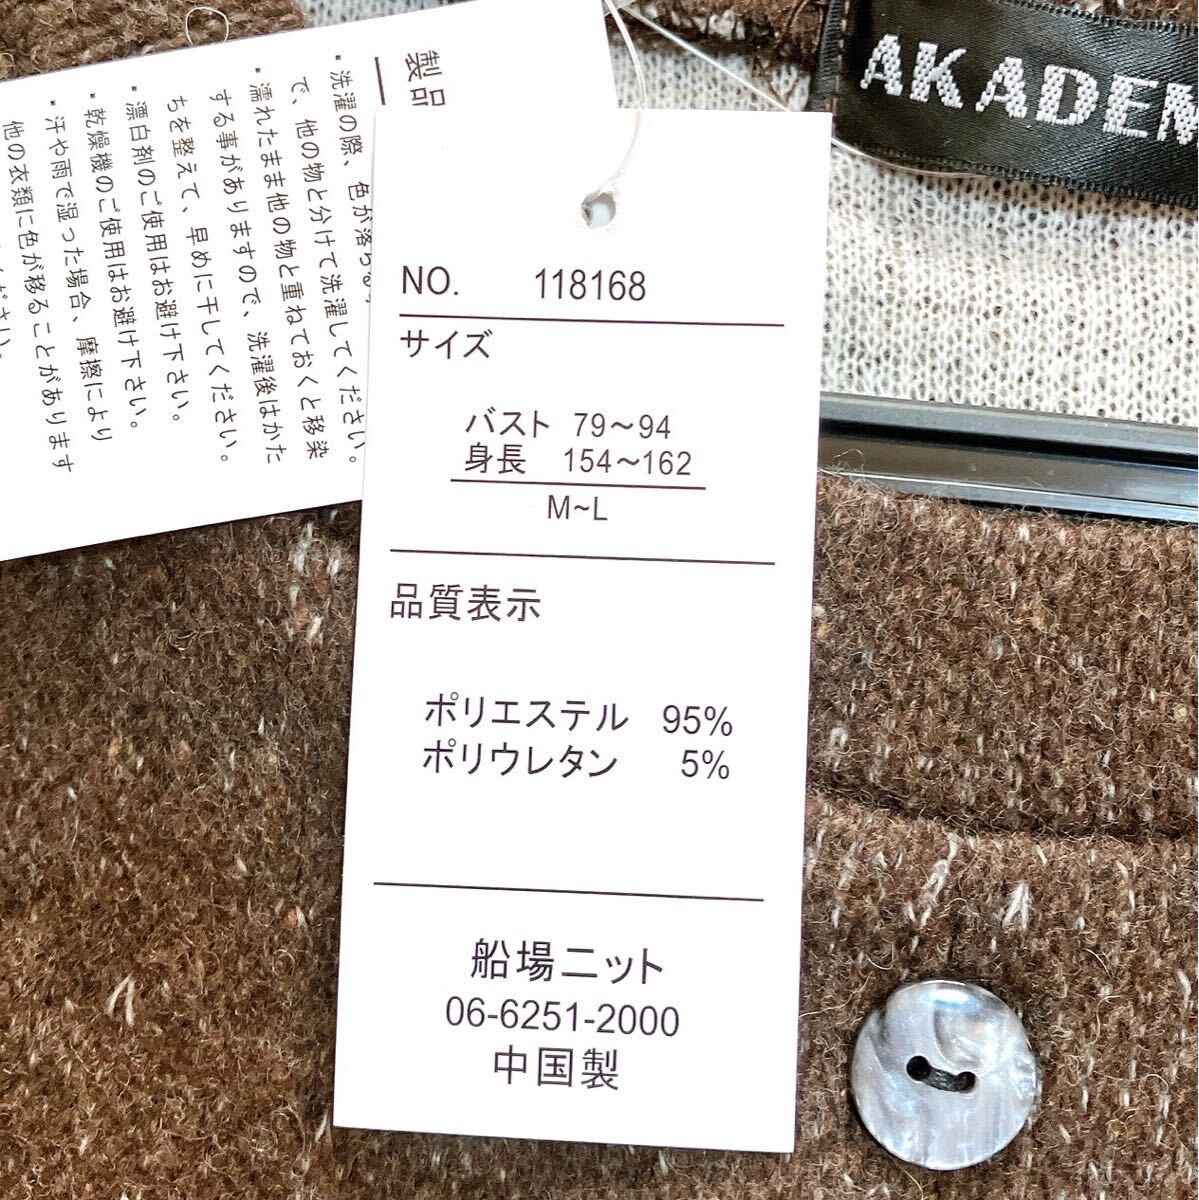 製品
・洗濯の際、色が落ちる
で、他の物と分けて洗濯してください。
・濡れたまま他の物と重ねておくと移染
する事がありますので、洗濯後はかた
ちを整えて、早めに干してください。
・漂白剤のご使用はお避け下さい。
・乾燥機のご使用はお避け下さい。
・汗や雨で湿った場合、摩擦により
他の衣類に色が移ることがあります
ください。
AKADEM
NO. 118168
サイズ
バスト 79～94
身長 154～162
M~L
品質表示
ポリエステル 95%
ポリウレタン 5%
船場ニット
06-6251-2000
中国製